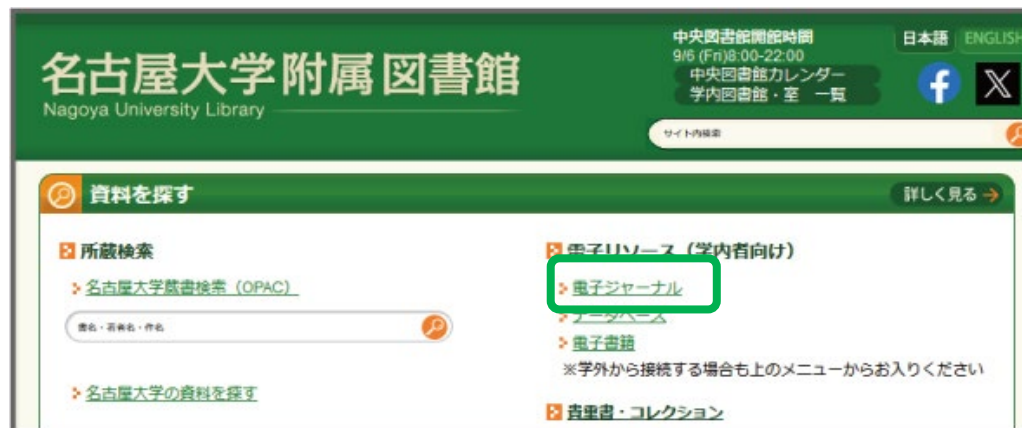 名古屋大学附属図書館
Nagoya University Library
中央図書館開館時間
9/6 (Fri)8:00-22:00
中央図書館カレンダー
学内図書館・室 一覧
日本語 ENGLISH
サイト内検索
資料を探す
詳しく見る
所蔵検索
名古屋大学蔵書検索（OPAC）
書名・著者名・件名
名古屋大学の資料を探す
電子リソース（学内者向け）
電子ジャーナル
データベース
電子書籍
※学外から接続する場合も上のメニューからお入りください
貴重書・コレクション